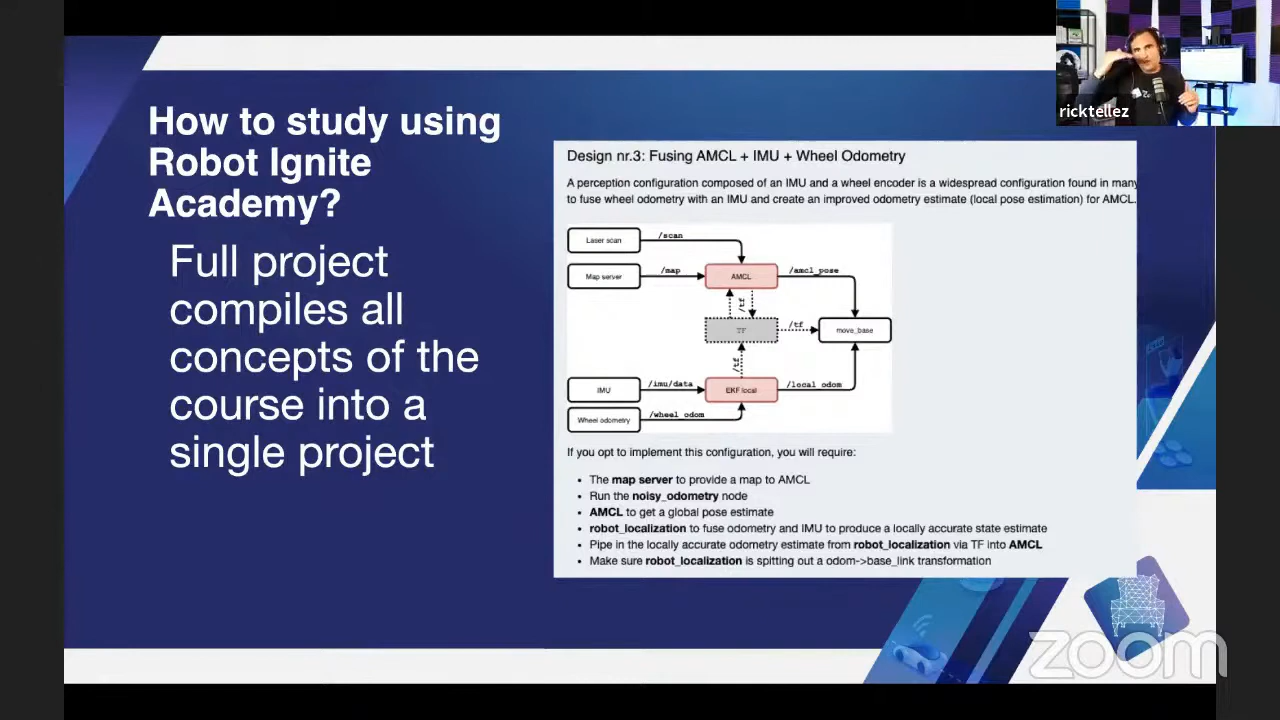 How to study using
Robot Ignite
Academy?
Full project
compiles all
concepts of the
course into a
single project
ricktellez
Design nr.3: Fusing AMCL + IMU + Wheel Odometry
A perception configuration composed of an IMU and a wheel encoder is a widespread configuration found in many
to fuse wheel odometry with an IMU and create an improved odometry estimate (local pose estimation) for AMCL.
Laser scan
/scan
Map server
/map
AMCL
/amcl_pose
/tf
TF
/tf
move_base
/tf
IMU
/imu/data
EKF local
/local_odom
Wheel odometry
/wheel_odom
If you opt to implement this configuration, you will require:
• The map server to provide a map to AMCL
• Run the noisy_odometry node
• AMCL to get a global pose estimate
• robot_localization to fuse odometry and IMU to produce a locally accurate state estimate
• Pipe in the locally accurate odometry estimate from robot_localization via TF into AMCL
• Make sure robot_localization is spitting out a odom->base_link transformation
zoom